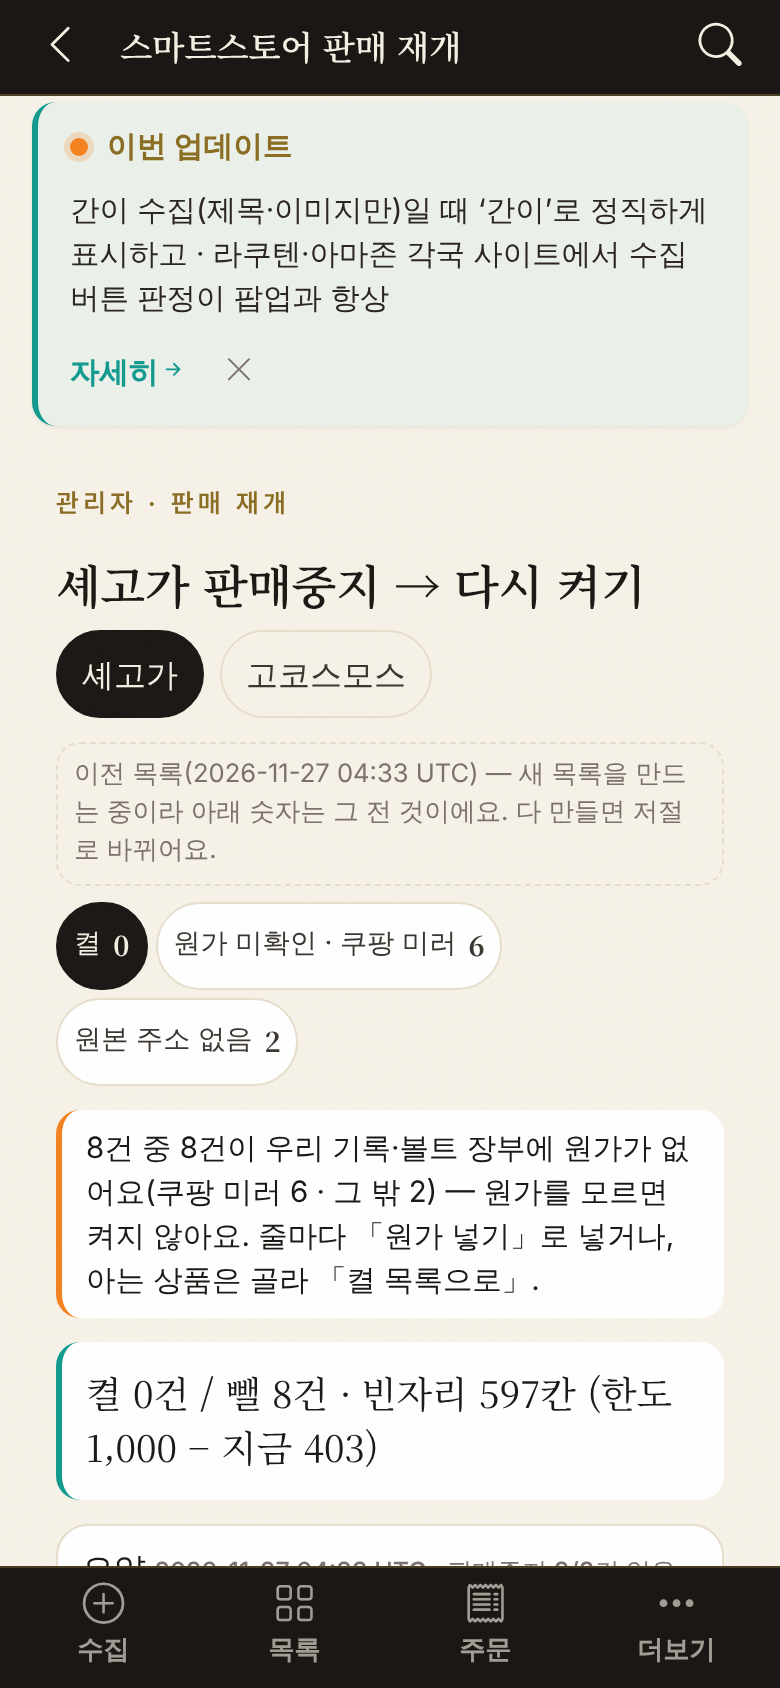 스마트스토어 판매 재개
이번 업데이트
간이 수집(제목·이미지만)일 때 ‘간이’로 정직하게
표시하고 · 라쿠텐·아마존 각국 사이트에서 수집
버튼 판정이 팝업과 항상
자세히 →
관리자 · 판매 재개
셰고가 판매중지 → 다시 켜기
셰고가 고코스모스
이전 목록(2026-11-27 04:33 UTC) — 새 목록을 만드
는 중이라 아래 숫자는 그 전 것이에요. 다 만들면 저절
로 바뀌어요.
켤 0 원가 미확인 · 쿠팡 미러 6
원본 주소 없음 2
8건 중 8건이 우리 기록·볼트 장부에 원가가 없
어요(쿠팡 미러 6 · 그 밖 2) — 원가를 모르면
켜지 않아요. 줄마다 「원가 넣기」로 넣거나,
아는 상품은 골라 「켤 목록으로」.
켤 0건 / 뺄 8건 · 빈자리 597칸 (한도
1,000 − 지금 403)
수집 목록 주문 더보기